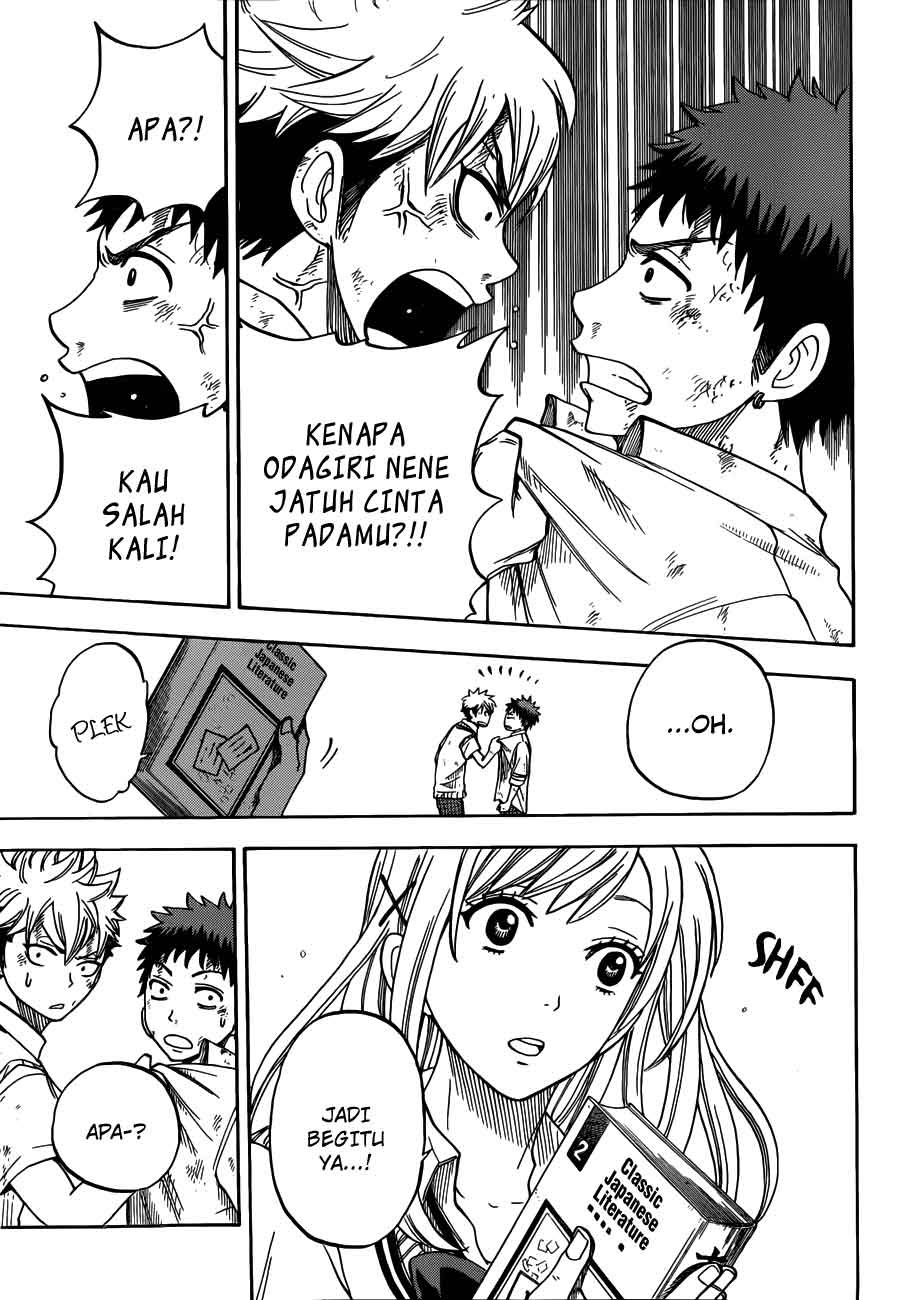 KENAPA
ODAGIRI NENE
JATUH CINTA
PADAMU?!!
APA?!
KAU
SALAH
KALI!
...OH.
Classic
Japanese
Literature
PLEK
SHFF
JADI
BEGITU
YA...!
2
Classic
Japanese
Literature
APA-?